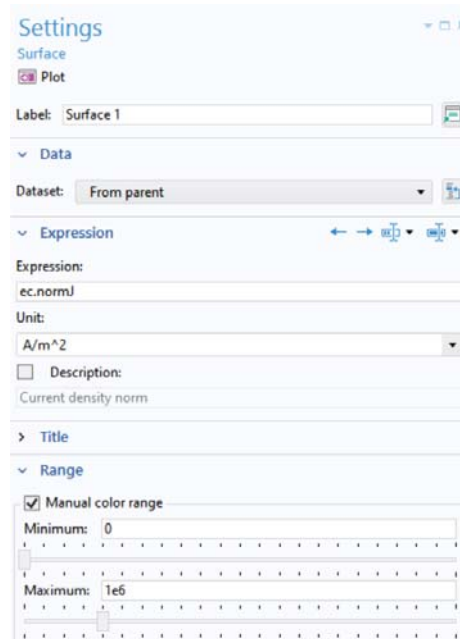 Settings
Surface
Plot
Label: Surface 1
Data
Dataset: From parent
Expression
Expression:
ec.normJ
Unit:
A/m^2
Description:
Current density norm
Title
Range
Manual color range
Minimum: 0
Maximum: 1e6